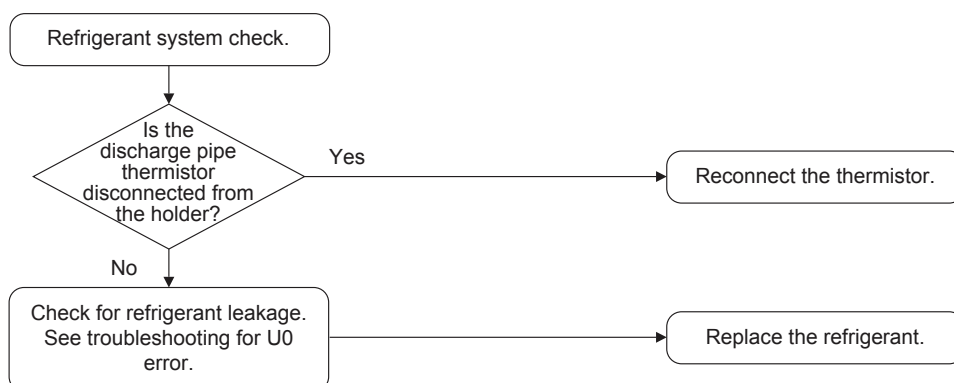 Refrigerant system check.
Is the
discharge pipe
thermistor
disconnected from
the holder?
Yes
Reconnect the thermistor.
No
Check for refrigerant leakage.
See troubleshooting for U0
error.
Replace the refrigerant.